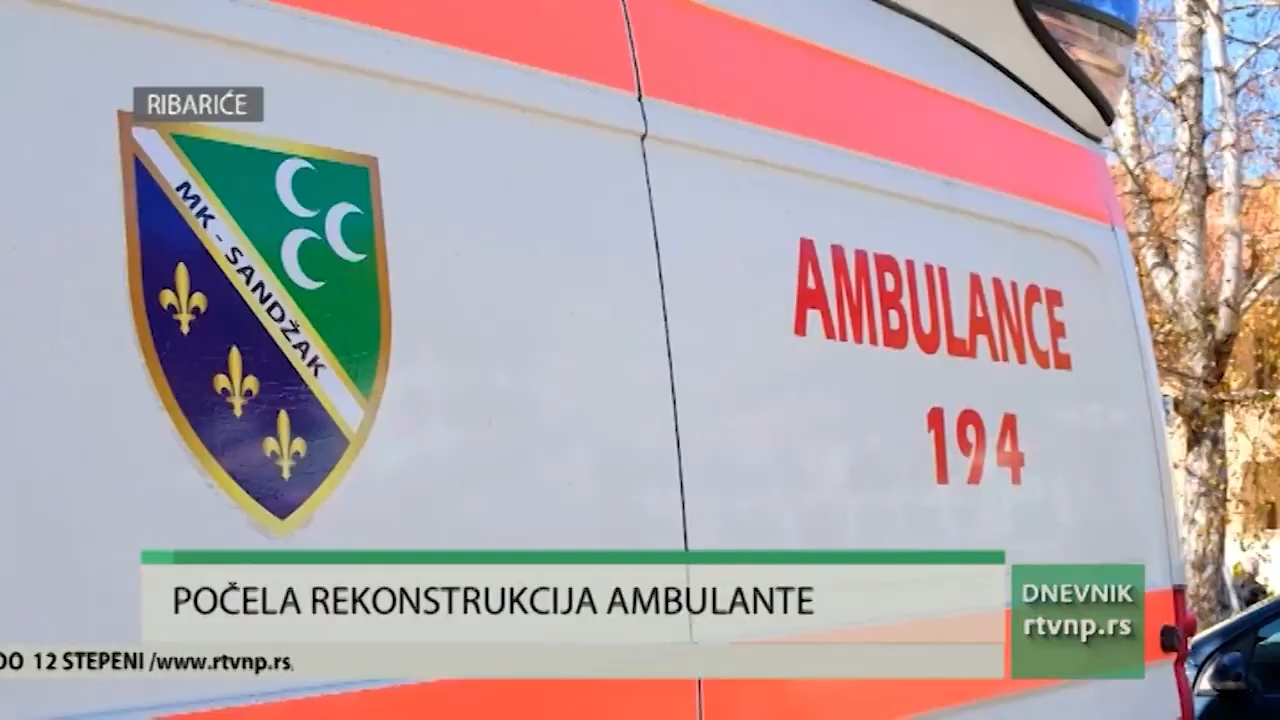 RIBARIĆE
MK - SANDŽAK
AMBULANCE
194
POČELA REKONSTRUKCIJA AMBULANTE
DNEVNIK
rtvnp.rs
DO 12 STEPENI /www.rtvnp.rs